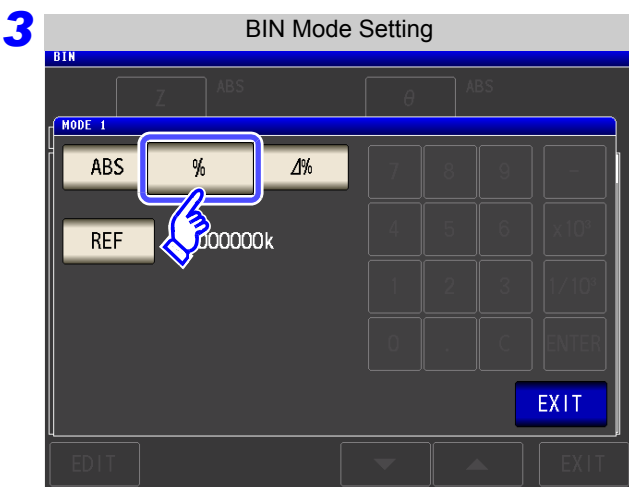 3
BIN Mode Setting
BIN
Z ABS θ ABS
MODE 1
ABS % Δ% 7 8 9 -
REF 000000k 4 5 6 x10³
1 2 3 1/10³
0 . C ENTER
EXIT
EDIT EXIT